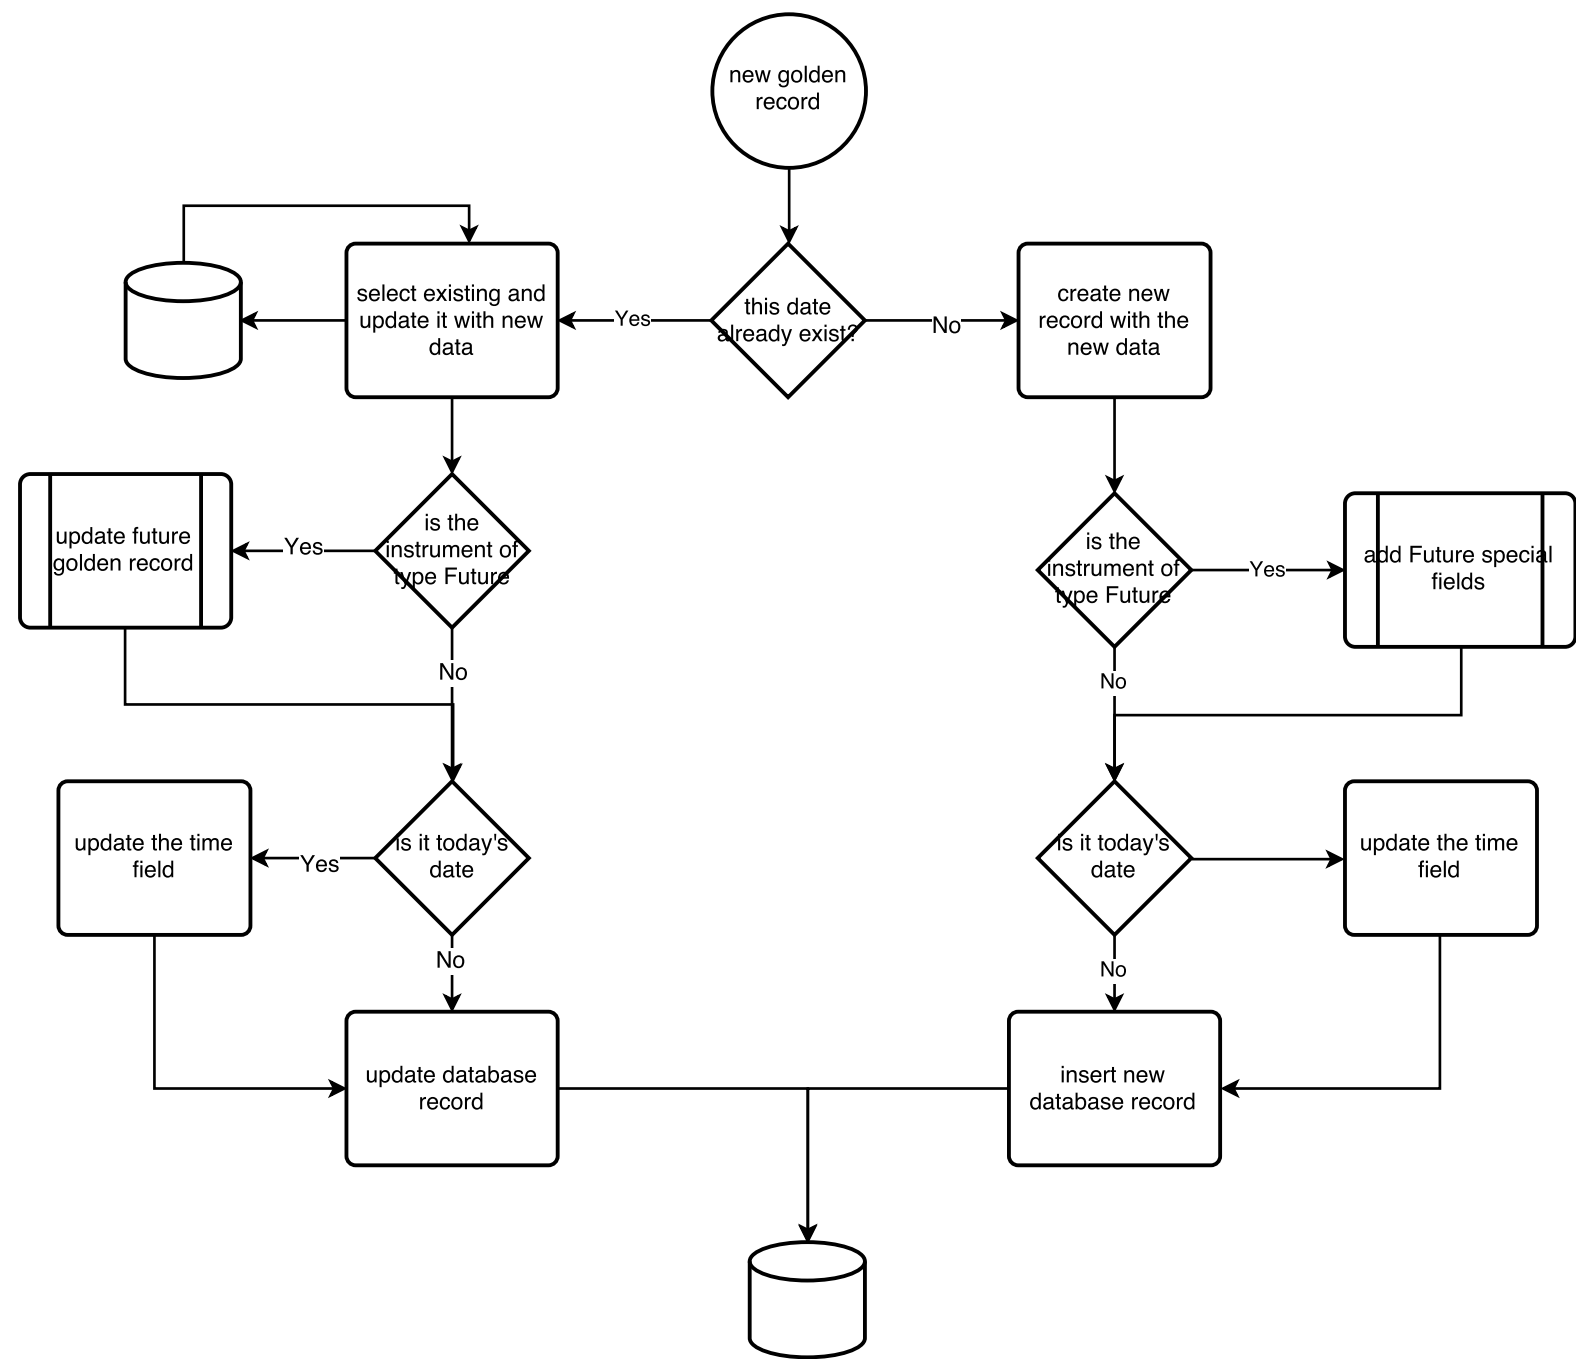 new golden
record
select existing and
update it with new
data
Yes
this date
already exist?
No
create new
record with the
new data
update future
golden record
Yes
is the
instrument of
type Future
is the
instrument of
type Future
Yes
add Future special
fields
No
No
update the time
field
Yes
is it today's
date
is it today's
date
update the time
field
No
No
update database
record
insert new
database record